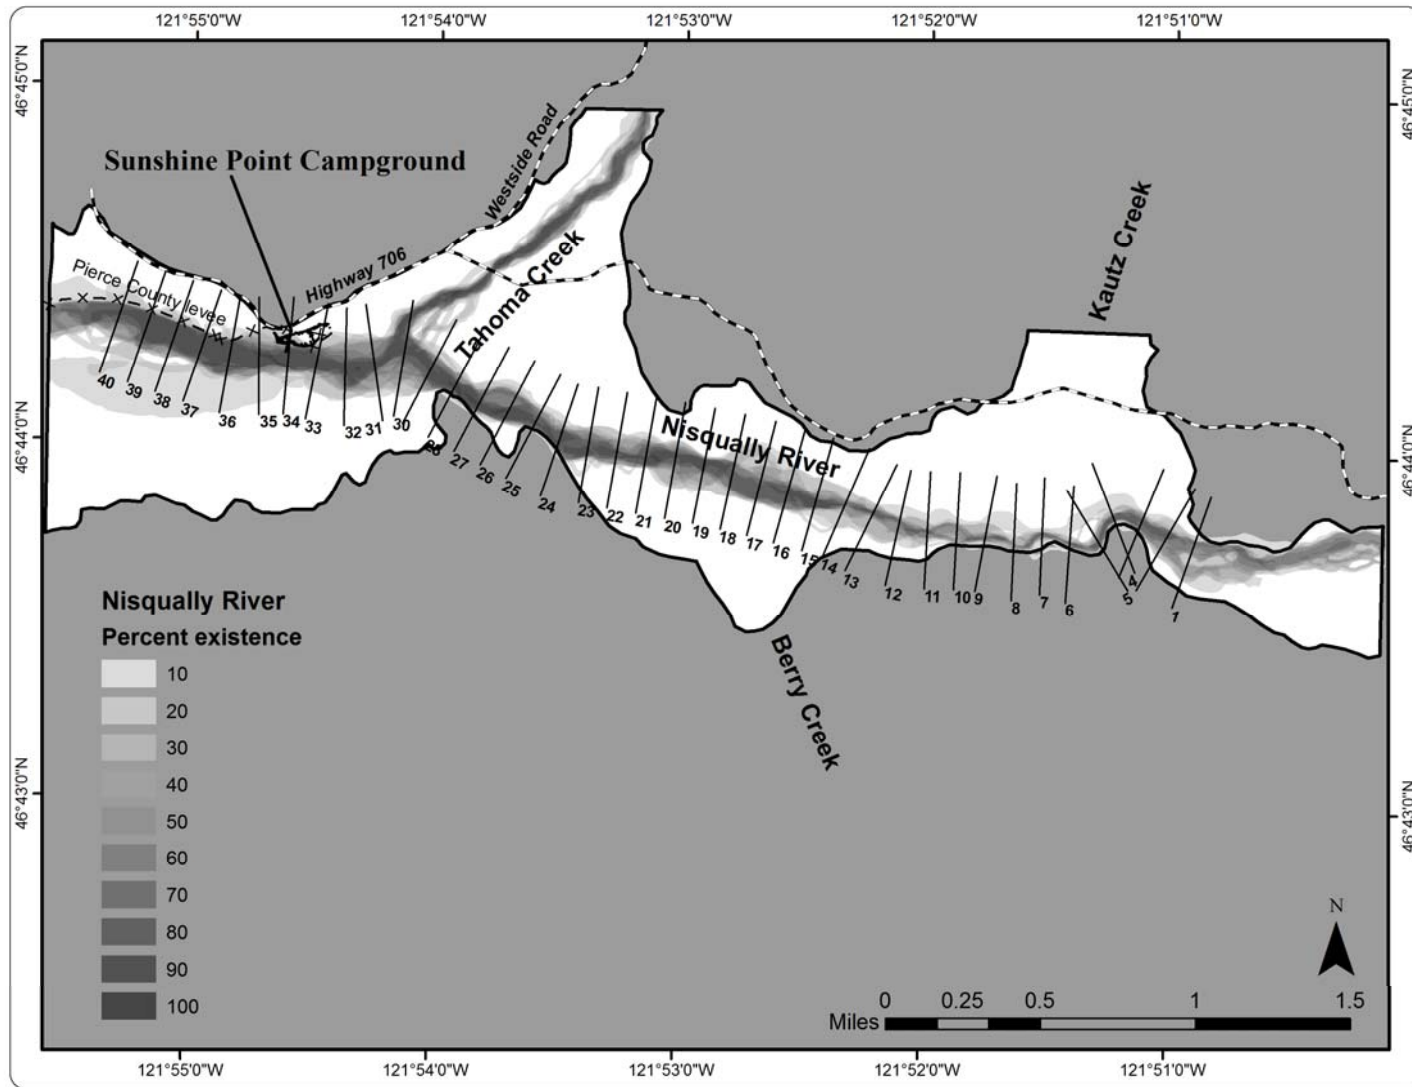 121°55'0"W 121°54'0"W 121°53'0"W 121°52'0"W 121°51'0"W
46°45'0"N
46°45'0"N
Westside Road
Sunshine Point Campground
Kautz Creek
Highway 706
Pierce County levee
Tahoma Creek
46°44'0"N
46°44'0"N
Nisqually River
40 39 38 37 36 35 34 33 32 31 30 28 27 26 25 24 23 22 21 20 19 18 17 16 15 14 13 12 11 10 9 8 7 6 5 4 1
Berry Creek
Nisqually River
Percent existence
10
20
30
40
50
60
70
80
90
100
46°43'0"N
46°43'0"N
N
0 0.25 0.5 1 1.5
Miles
121°55'0"W 121°54'0"W 121°53'0"W 121°52'0"W 121°51'0"W